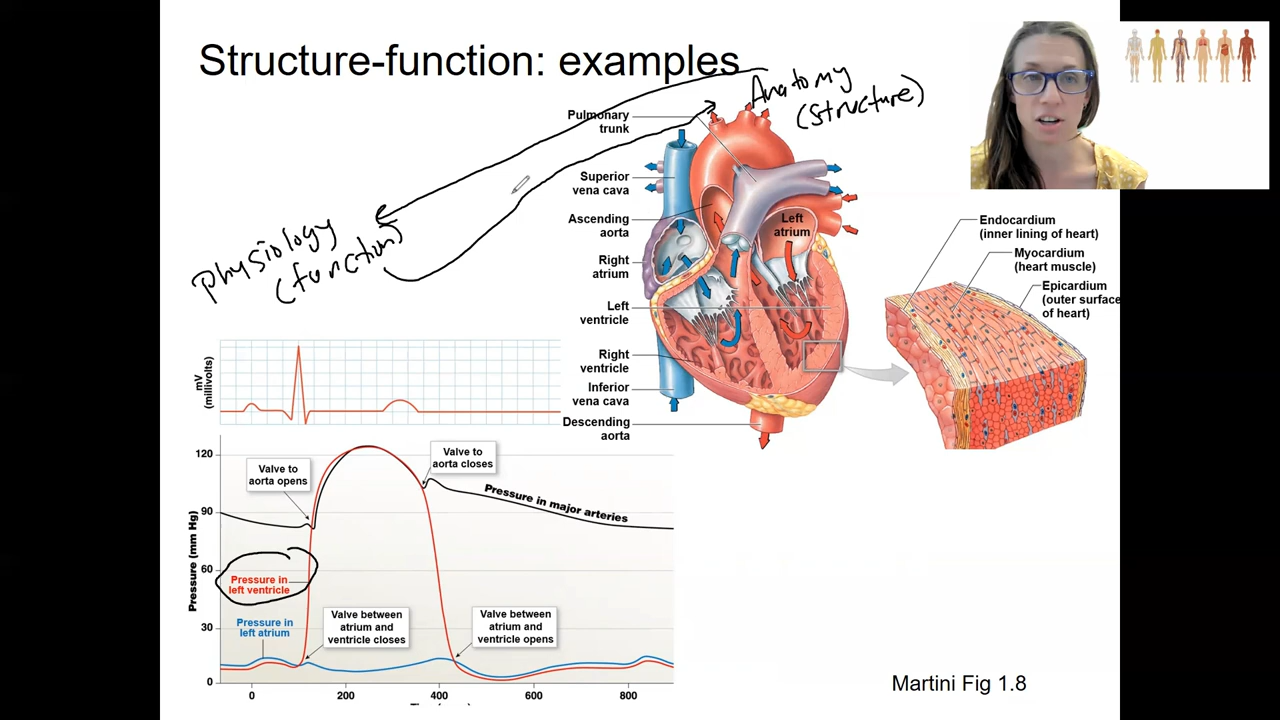 Structure-function: examples
Anatomy
(structure)
physiology
(function)
Pulmonary
trunk
Superior
vena cava
Ascending
aorta
Right
atrium
Left
ventricle
Right
ventricle
Inferior
vena cava
Descending
aorta
Left
atrium
Endocardium
(inner lining of heart)
Myocardium
(heart muscle)
Epicardium
(outer surface
of heart)
mV
(millivolts)
Pressure (mm Hg)
120
90
60
30
0
Valve to
aorta opens
Valve to
aorta closes
Pressure in major arteries
Pressure in
left ventricle
Pressure in
left atrium
Valve between
atrium and
ventricle closes
Valve between
atrium and
ventricle opens
0 200 400 600 800
Martini Fig 1.8